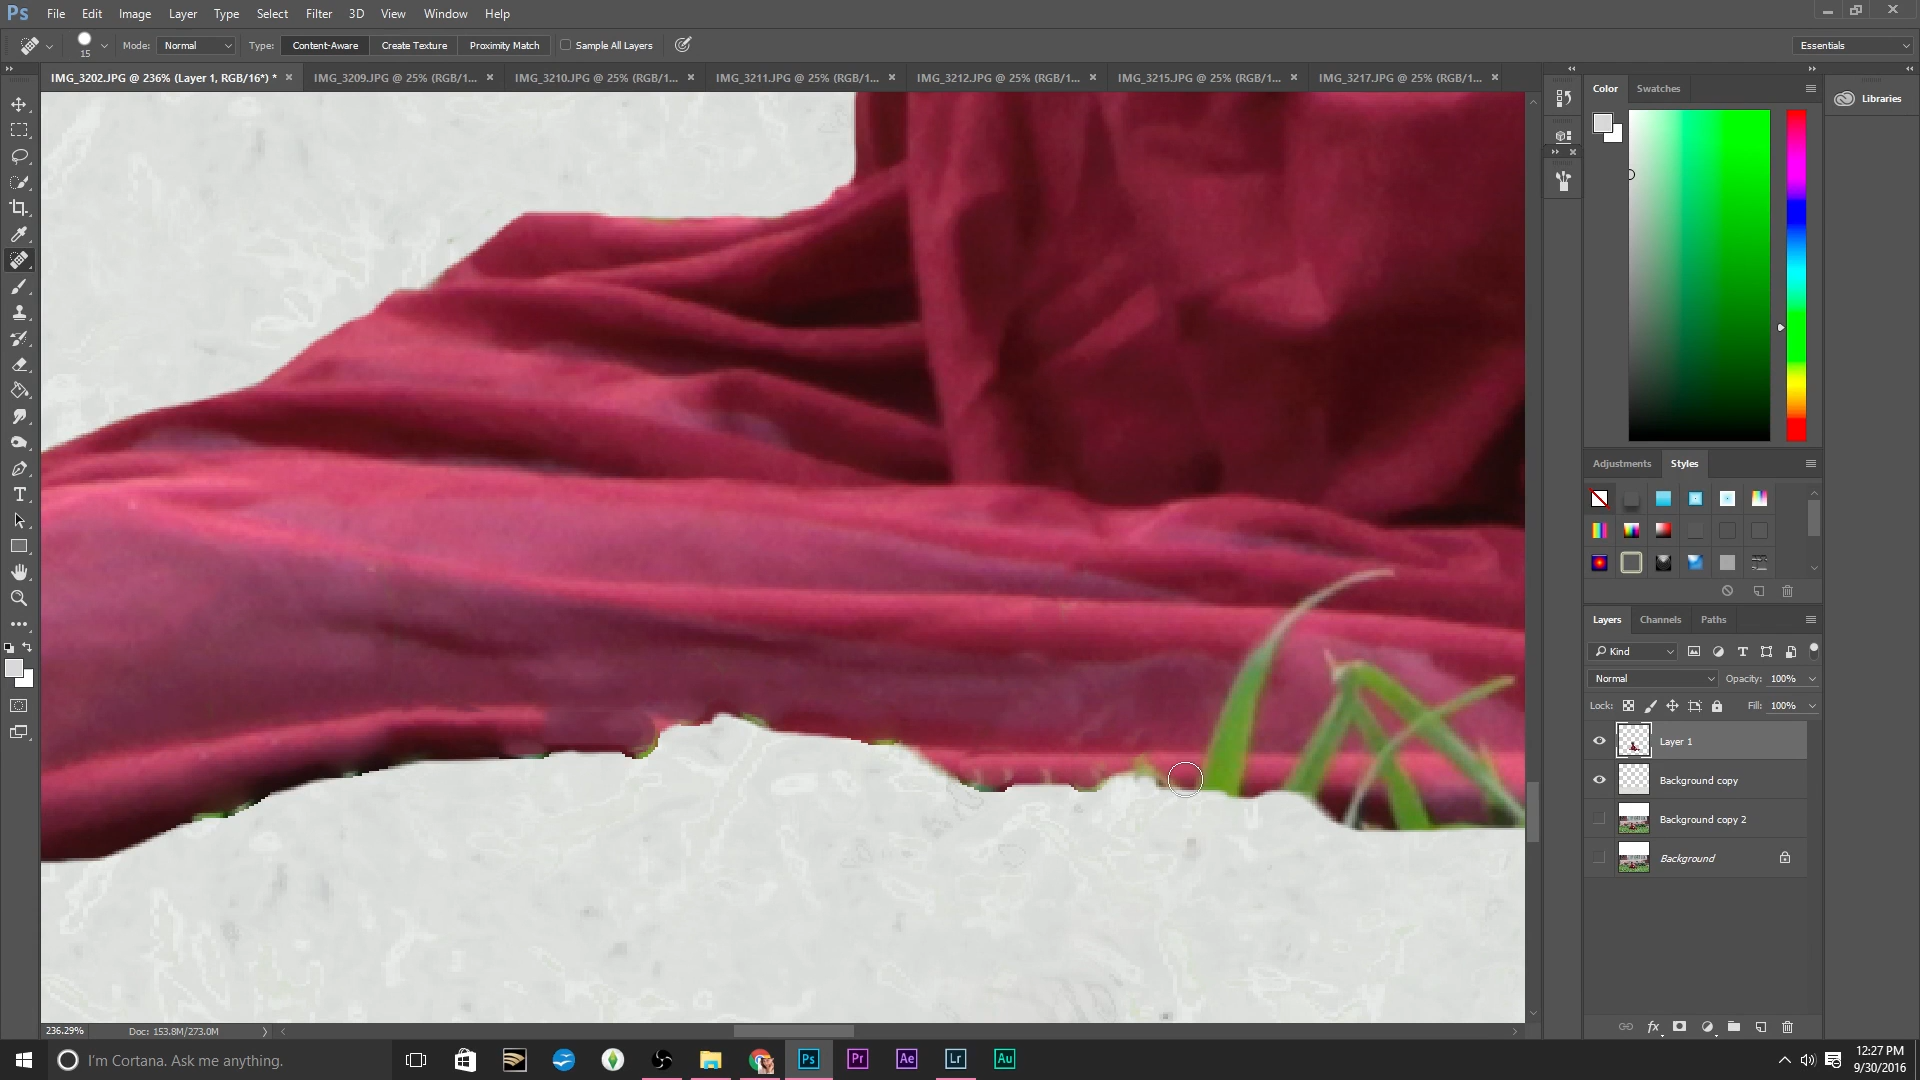 Ps File Edit Image Layer Type Select Filter 3D View Window Help
15 Mode: Normal Type: Content-Aware Create Texture Proximity Match Sample All Layers Essentials
IMG_3202.JPG @ 236% (Layer 1, RGB/16*) * IMG_3209.JPG @ 25% (RGB/1... IMG_3210.JPG @ 25% (RGB/1... IMG_3211.JPG @ 25% (RGB/1... IMG_3212.JPG @ 25% (RGB/1... IMG_3215.JPG @ 25% (RGB/1... IMG_3217.JPG @ 25% (RGB/1...
Color Swatches
Libraries
Adjustments Styles
Layers Channels Paths
Kind
Normal Opacity: 100%
Lock: Fill: 100%
Layer 1
Background copy
Background copy 2
Background
fx
236.29% Doc: 153.8M/273.0M
I'm Cortana. Ask me anything.
Ps Pr Ae Lr Au
12:27 PM
9/30/2016